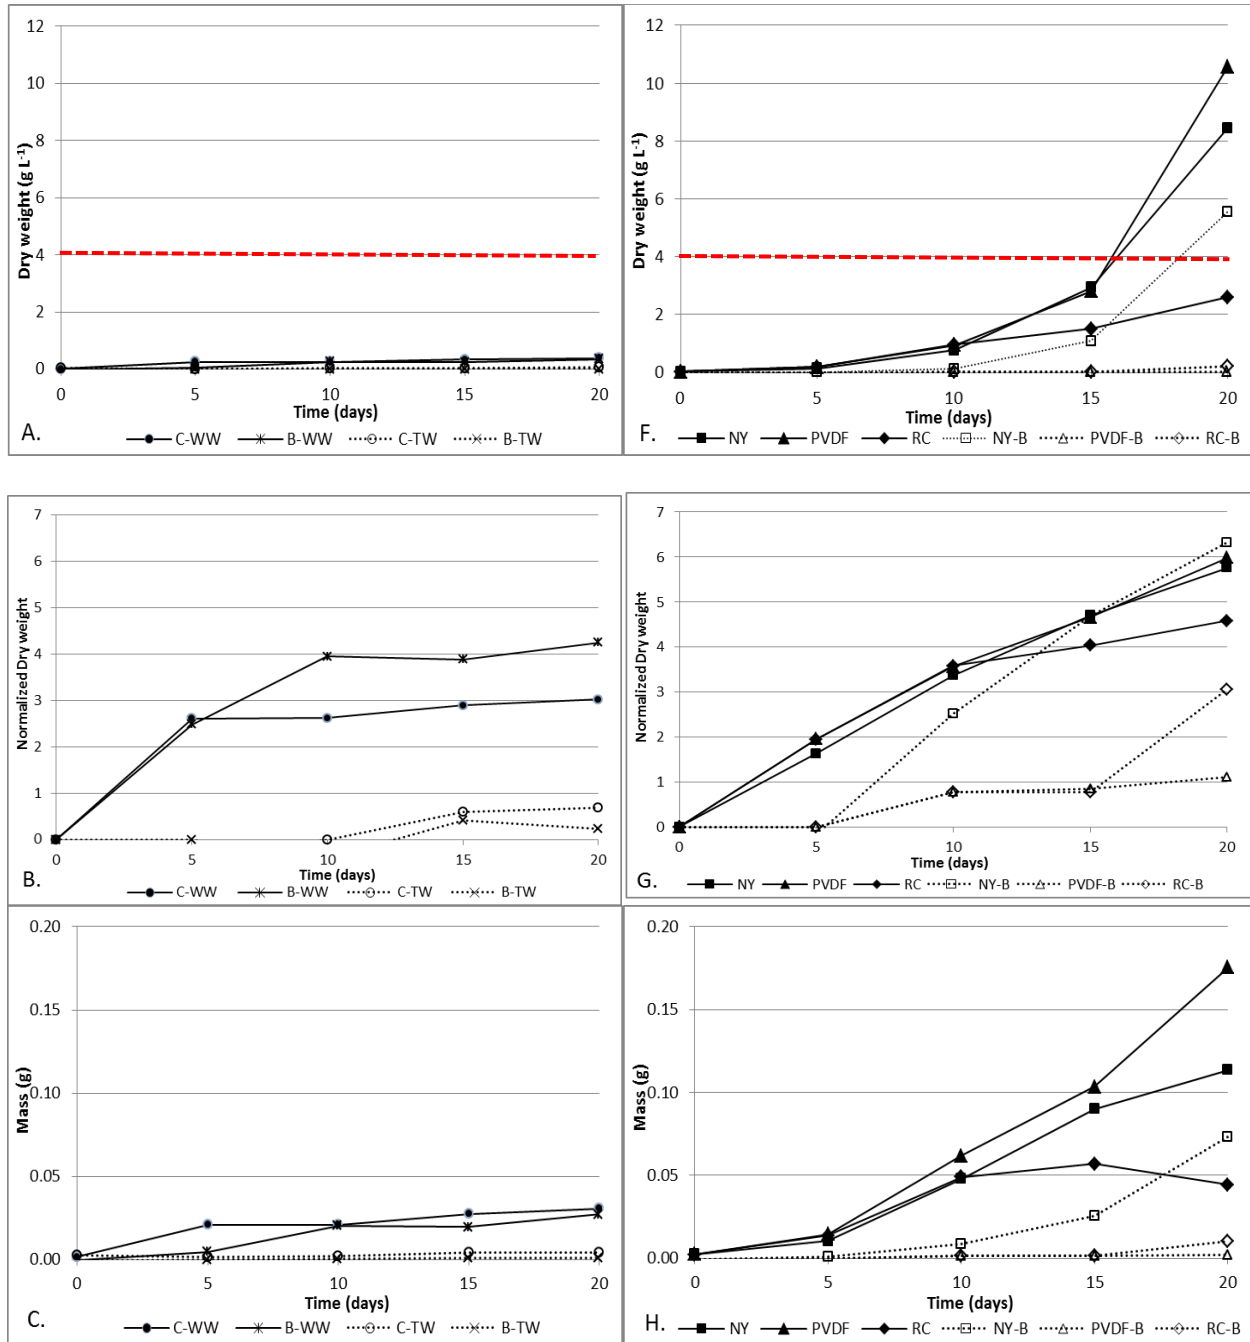 12
10
8
6
4
2
0
Dry weight (g L-1)
0 5 10 15 20
Time (days)
A.
C-WW B-WW C-TW B-TW
12
10
8
6
4
2
0
Dry weight (g L-1)
0 5 10 15 20
Time (days)
F.
NY PVDF RC NY-B PVDF-B RC-B
7
6
5
4
3
2
1
0
Normalized Dry weight
0 5 10 15 20
Time (days)
B.
C-WW B-WW C-TW B-TW
7
6
5
4
3
2
1
0
Normalized Dry weight
0 5 10 15 20
Time (days)
G.
NY PVDF RC NY-B PVDF-B RC-B
0.20
0.15
0.10
0.05
0.00
Mass (g)
0 5 10 15 20
Time (days)
C.
C-WW B-WW C-TW B-TW
0.20
0.15
0.10
0.05
0.00
Mass (g)
0 5 10 15 20
Time (days)
H.
NY PVDF RC NY-B PVDF-B RC-B